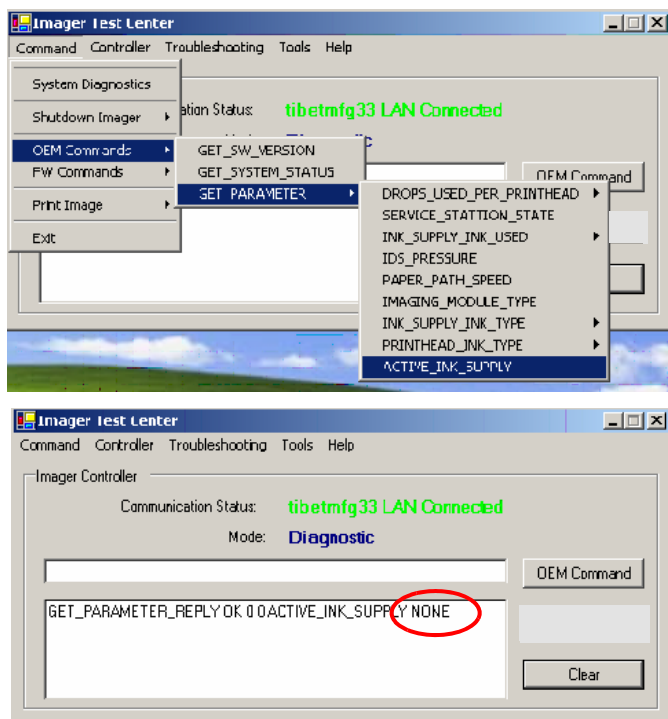 Imager Test Center
Command Controller Troubleshooting Tools Help
System Diagnostics
Shutdown Imager
OEM Commands
FW Commands
Print Image
Exit
ation Status: tibetmfg33 LAN Connected
GET_SW_VERSION
GET_SYSTEM_STATUS
GET PARAMETER
OEM Command
DROPS_USED_PER_PRINTHEAD
SERVICE_STATTION_STATE
INK_SUPPLY_INK_USED
IDS_PRESSURE
PAPER_PATH_SPEED
IMAGING_MODULE_TYPE
INK_SUPPLY_INK_TYPE
PRINTHEAD_INK_TYPE
ACTIVE_INK_SUPPLY
Imager Test Center
Command Controller Troubleshooting Tools Help
Imager Controller
Communication Status: tibetmfg33 LAN Connected
Mode: Diagnostic
OEM Command
GET_PARAMETER_REPLY OK 0 0 ACTIVE_INK_SUPPLY NONE
Clear